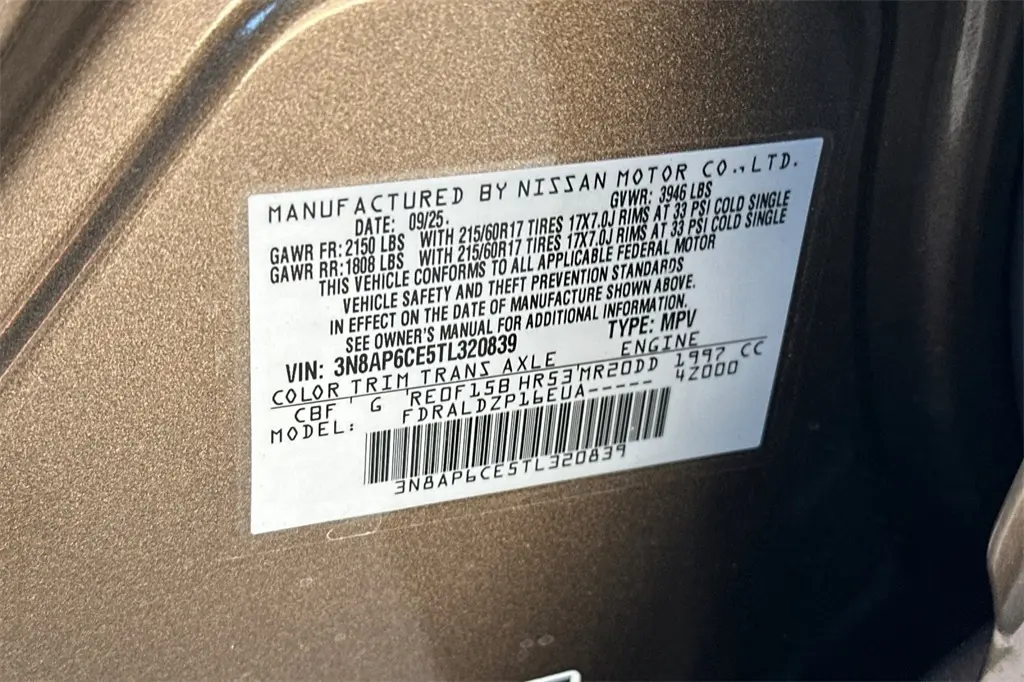 MANUFACTURED BY NISSAN MOTOR CO., LTD.
DATE: 09/25. GVWR: 3946 LBS
GAWR FR: 2150 LBS WITH 215/60R17 TIRES 17X7.0J RIMS AT 33 PSI COLD SINGLE
GAWR RR: 1808 LBS WITH 215/60R17 TIRES 17X7.0J RIMS AT 33 PSI COLD SINGLE
THIS VEHICLE CONFORMS TO ALL APPLICABLE FEDERAL MOTOR
VEHICLE SAFETY AND THEFT PREVENTION STANDARDS
IN EFFECT ON THE DATE OF MANUFACTURE SHOWN ABOVE.
SEE OWNER'S MANUAL FOR ADDITIONAL INFORMATION.
VIN: 3N8AP6CE5TL320839 TYPE: MPV
COLOR TRIM TRANS AXLE ENGINE
CBF ' G 'RE0F15B HR53'MR20DD 1997 CC
MODEL: FDRALDZP16EUA----- 4Z000
3N8AP6CE5TL320839